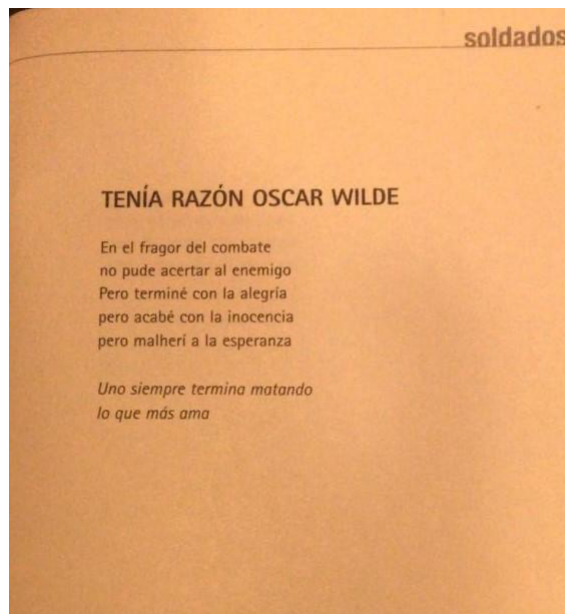 soldados
TENÍA RAZÓN OSCAR WILDE
En el fragor del combate
no pude acertar al enemigo
Pero terminé con la alegría
pero acabé con la inocencia
pero malherí a la esperanza
Uno siempre termina matando
lo que más ama